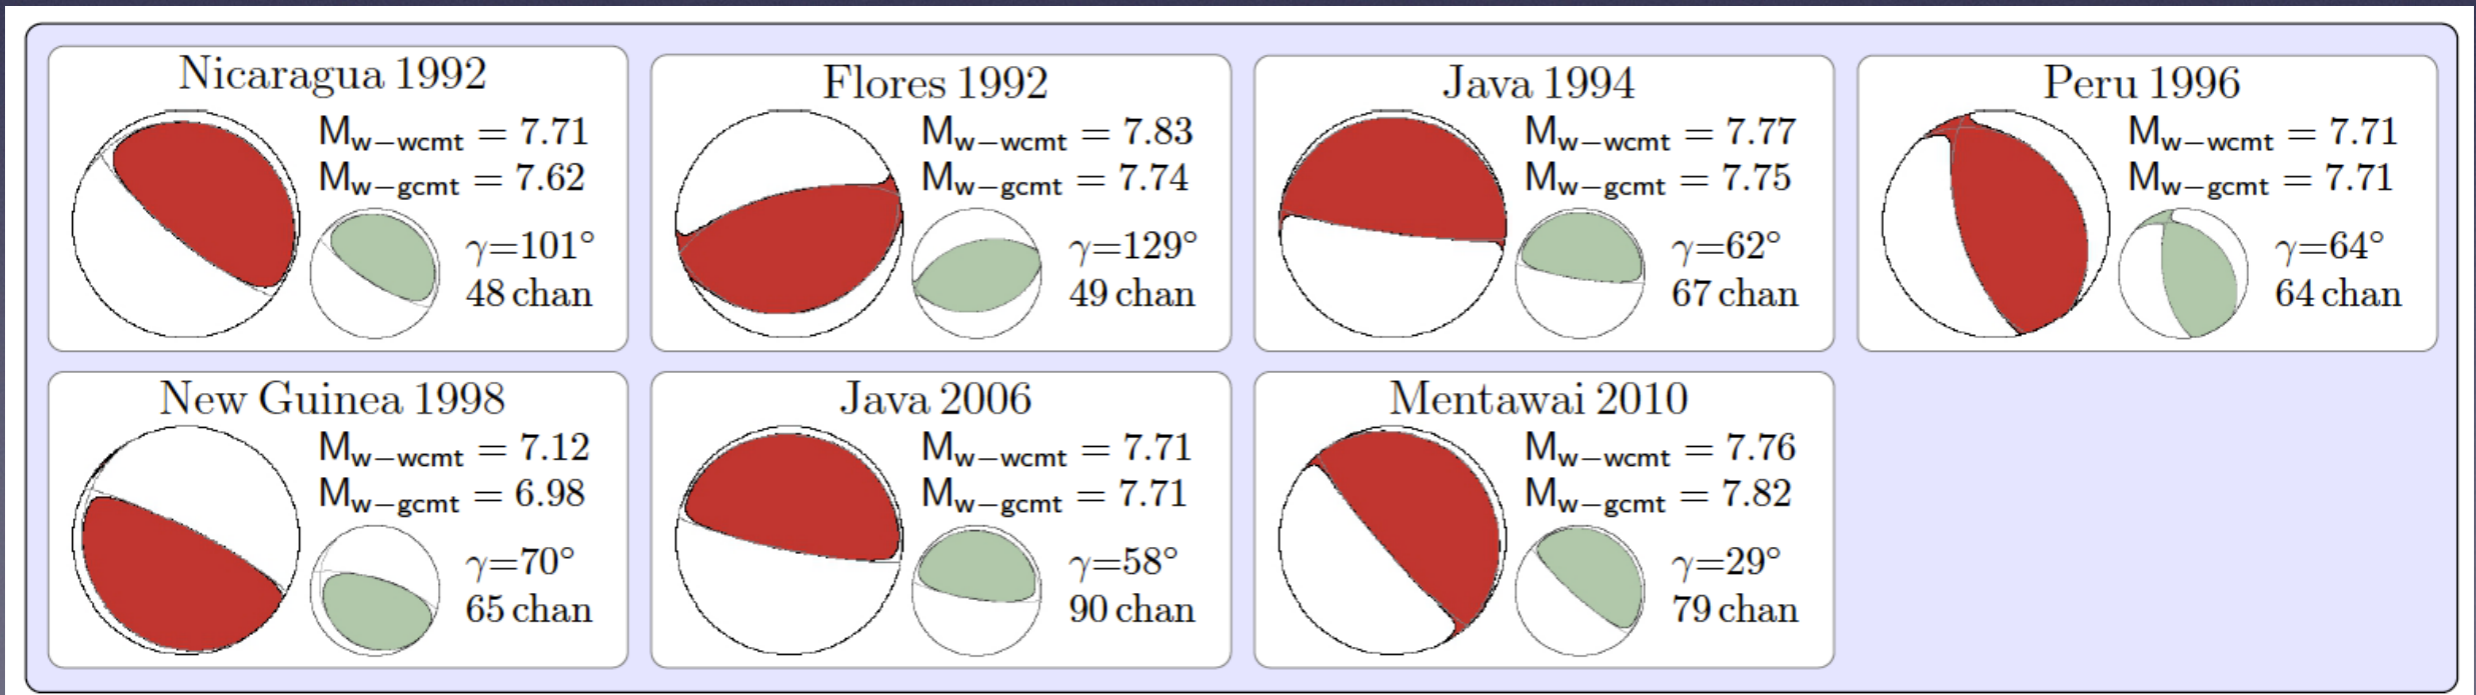 Nicaragua 1992
Mw−wcmt = 7.71
Mw−gcmt = 7.62
γ=101°
48 chan
Flores 1992
Mw−wcmt = 7.83
Mw−gcmt = 7.74
γ=129°
49 chan
Java 1994
Mw−wcmt = 7.77
Mw−gcmt = 7.75
γ=62°
67 chan
Peru 1996
Mw−wcmt = 7.71
Mw−gcmt = 7.71
γ=64°
64 chan
New Guinea 1998
Mw−wcmt = 7.12
Mw−gcmt = 6.98
γ=70°
65 chan
Java 2006
Mw−wcmt = 7.71
Mw−gcmt = 7.71
γ=58°
90 chan
Mentawai 2010
Mw−wcmt = 7.76
Mw−gcmt = 7.82
γ=29°
79 chan